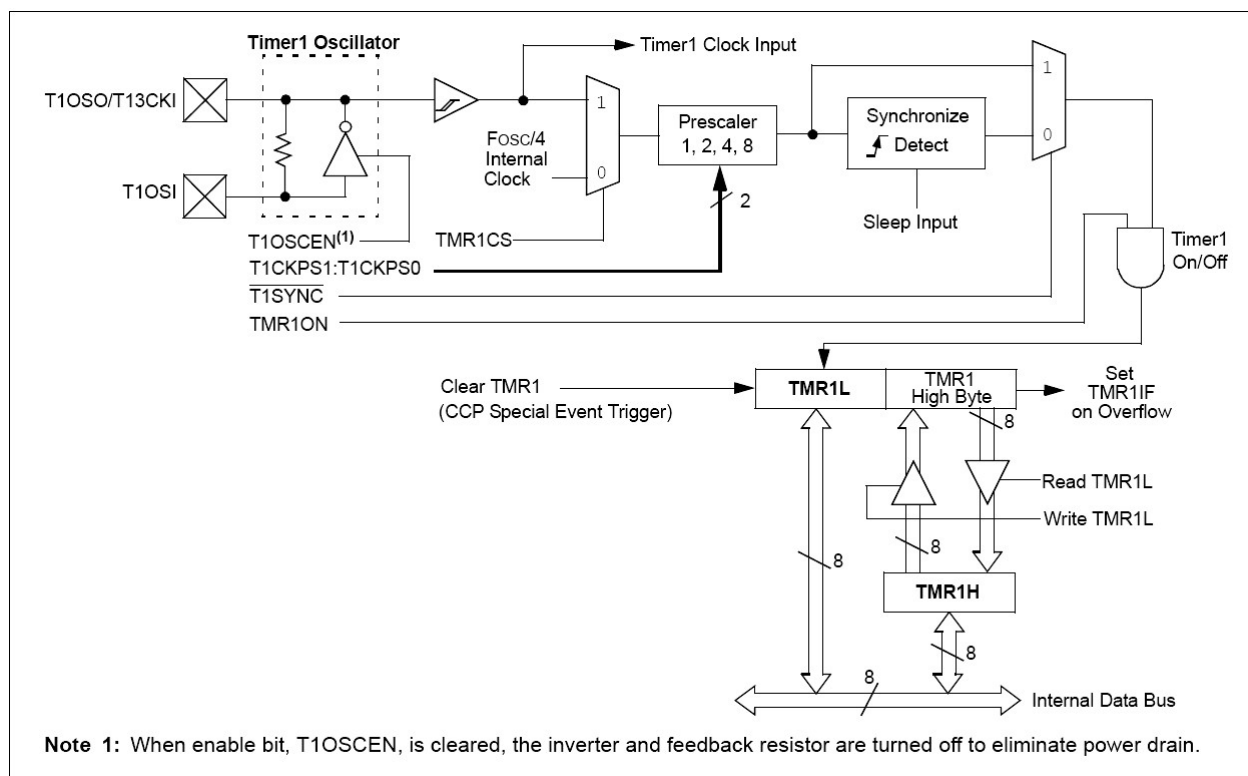 Timer1 Oscillator
Timer1 Clock Input
T1OSO/T13CKI
1
1
FOSC/4
Internal
Clock
0
Prescaler
1, 2, 4, 8
Synchronize
Detect
0
T1OSI
2
Sleep Input
T1OSCEN(1)
TMR1CS
Timer1
On/Off
T1CKPS1:T1CKPS0
T1SYNC
TMR1ON
Clear TMR1
(CCP Special Event Trigger)
TMR1L
TMR1
High Byte
Set
TMR1IF
on Overflow
8
Read TMR1L
Write TMR1L
8
8
TMR1H
8
8
Internal Data Bus
Note 1: When enable bit, T1OSCEN, is cleared, the inverter and feedback resistor are turned off to eliminate power drain.